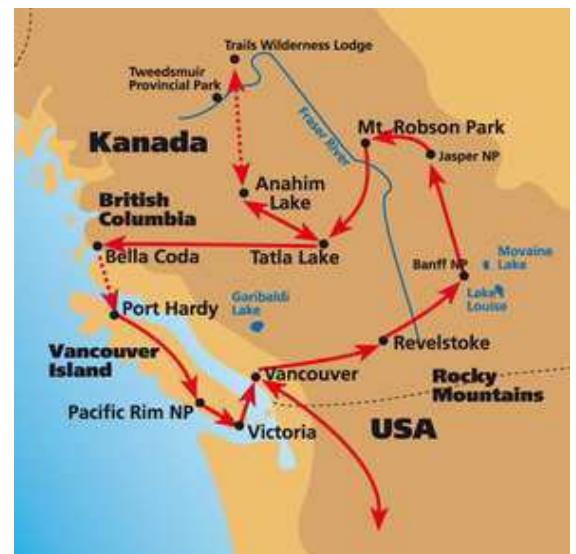 Trails Wilderness Lodge
Tweedsmuir
Provincial Park
Fraser River
Kanada
Mt. Robson Park
Jasper NP
Anahim
Lake
British
Columbia
Bella Coda
Tatla Lake
Banff NP
Movaine
Lake
Lake
Louise
Port Hardy
Garibaldi
Lake
Revelstoke
Vancouver
Island
Vancouver
Rocky
Mountains
Pacific Rim NP
Victoria
USA